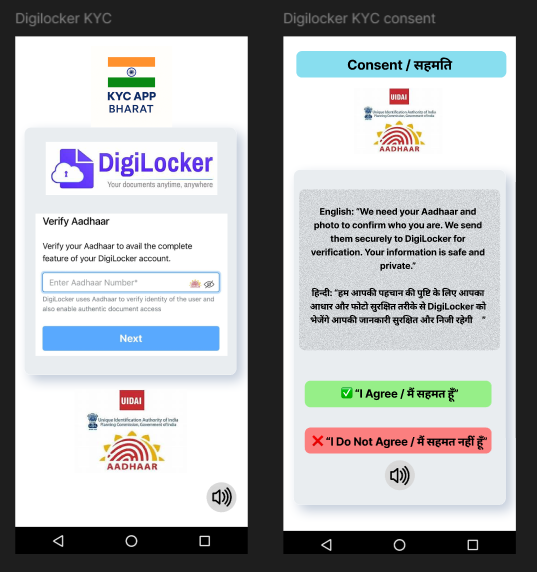 Digilocker KYC
KYC APP
BHARAT
DigiLocker
Your documents anytime, anywhere
Verify Aadhaar
Verify your Aadhaar to avail the complete
feature of your DigiLocker account.
Enter Aadhaar Number*
DigiLocker uses Aadhaar to verify identity of the user and
also enable authentic document access
Next
UIDAI
Unique Identification Authority of India
Planning Commission, Government of India
AADHAAR
Digilocker KYC consent
Consent / सहमति
UIDAI
Unique Identification Authority of India
Planning Commission, Government of India
AADHAAR
English: “We need your Aadhaar and
photo to confirm who you are. We send
them securely to DigiLocker for
verification. Your information is safe and
private.”
हिन्दी: “हम आपकी पहचान की पुष्टि के लिए आपका
आधार और फोटो सुरक्षित तरीके से DigiLocker को
भेजेंगे आपकी जानकारी सुरक्षित और निजी रहेगी ”
“I Agree / मैं सहमत हूँ”
“I Do Not Agree / मैं सहमत नहीं हूँ”